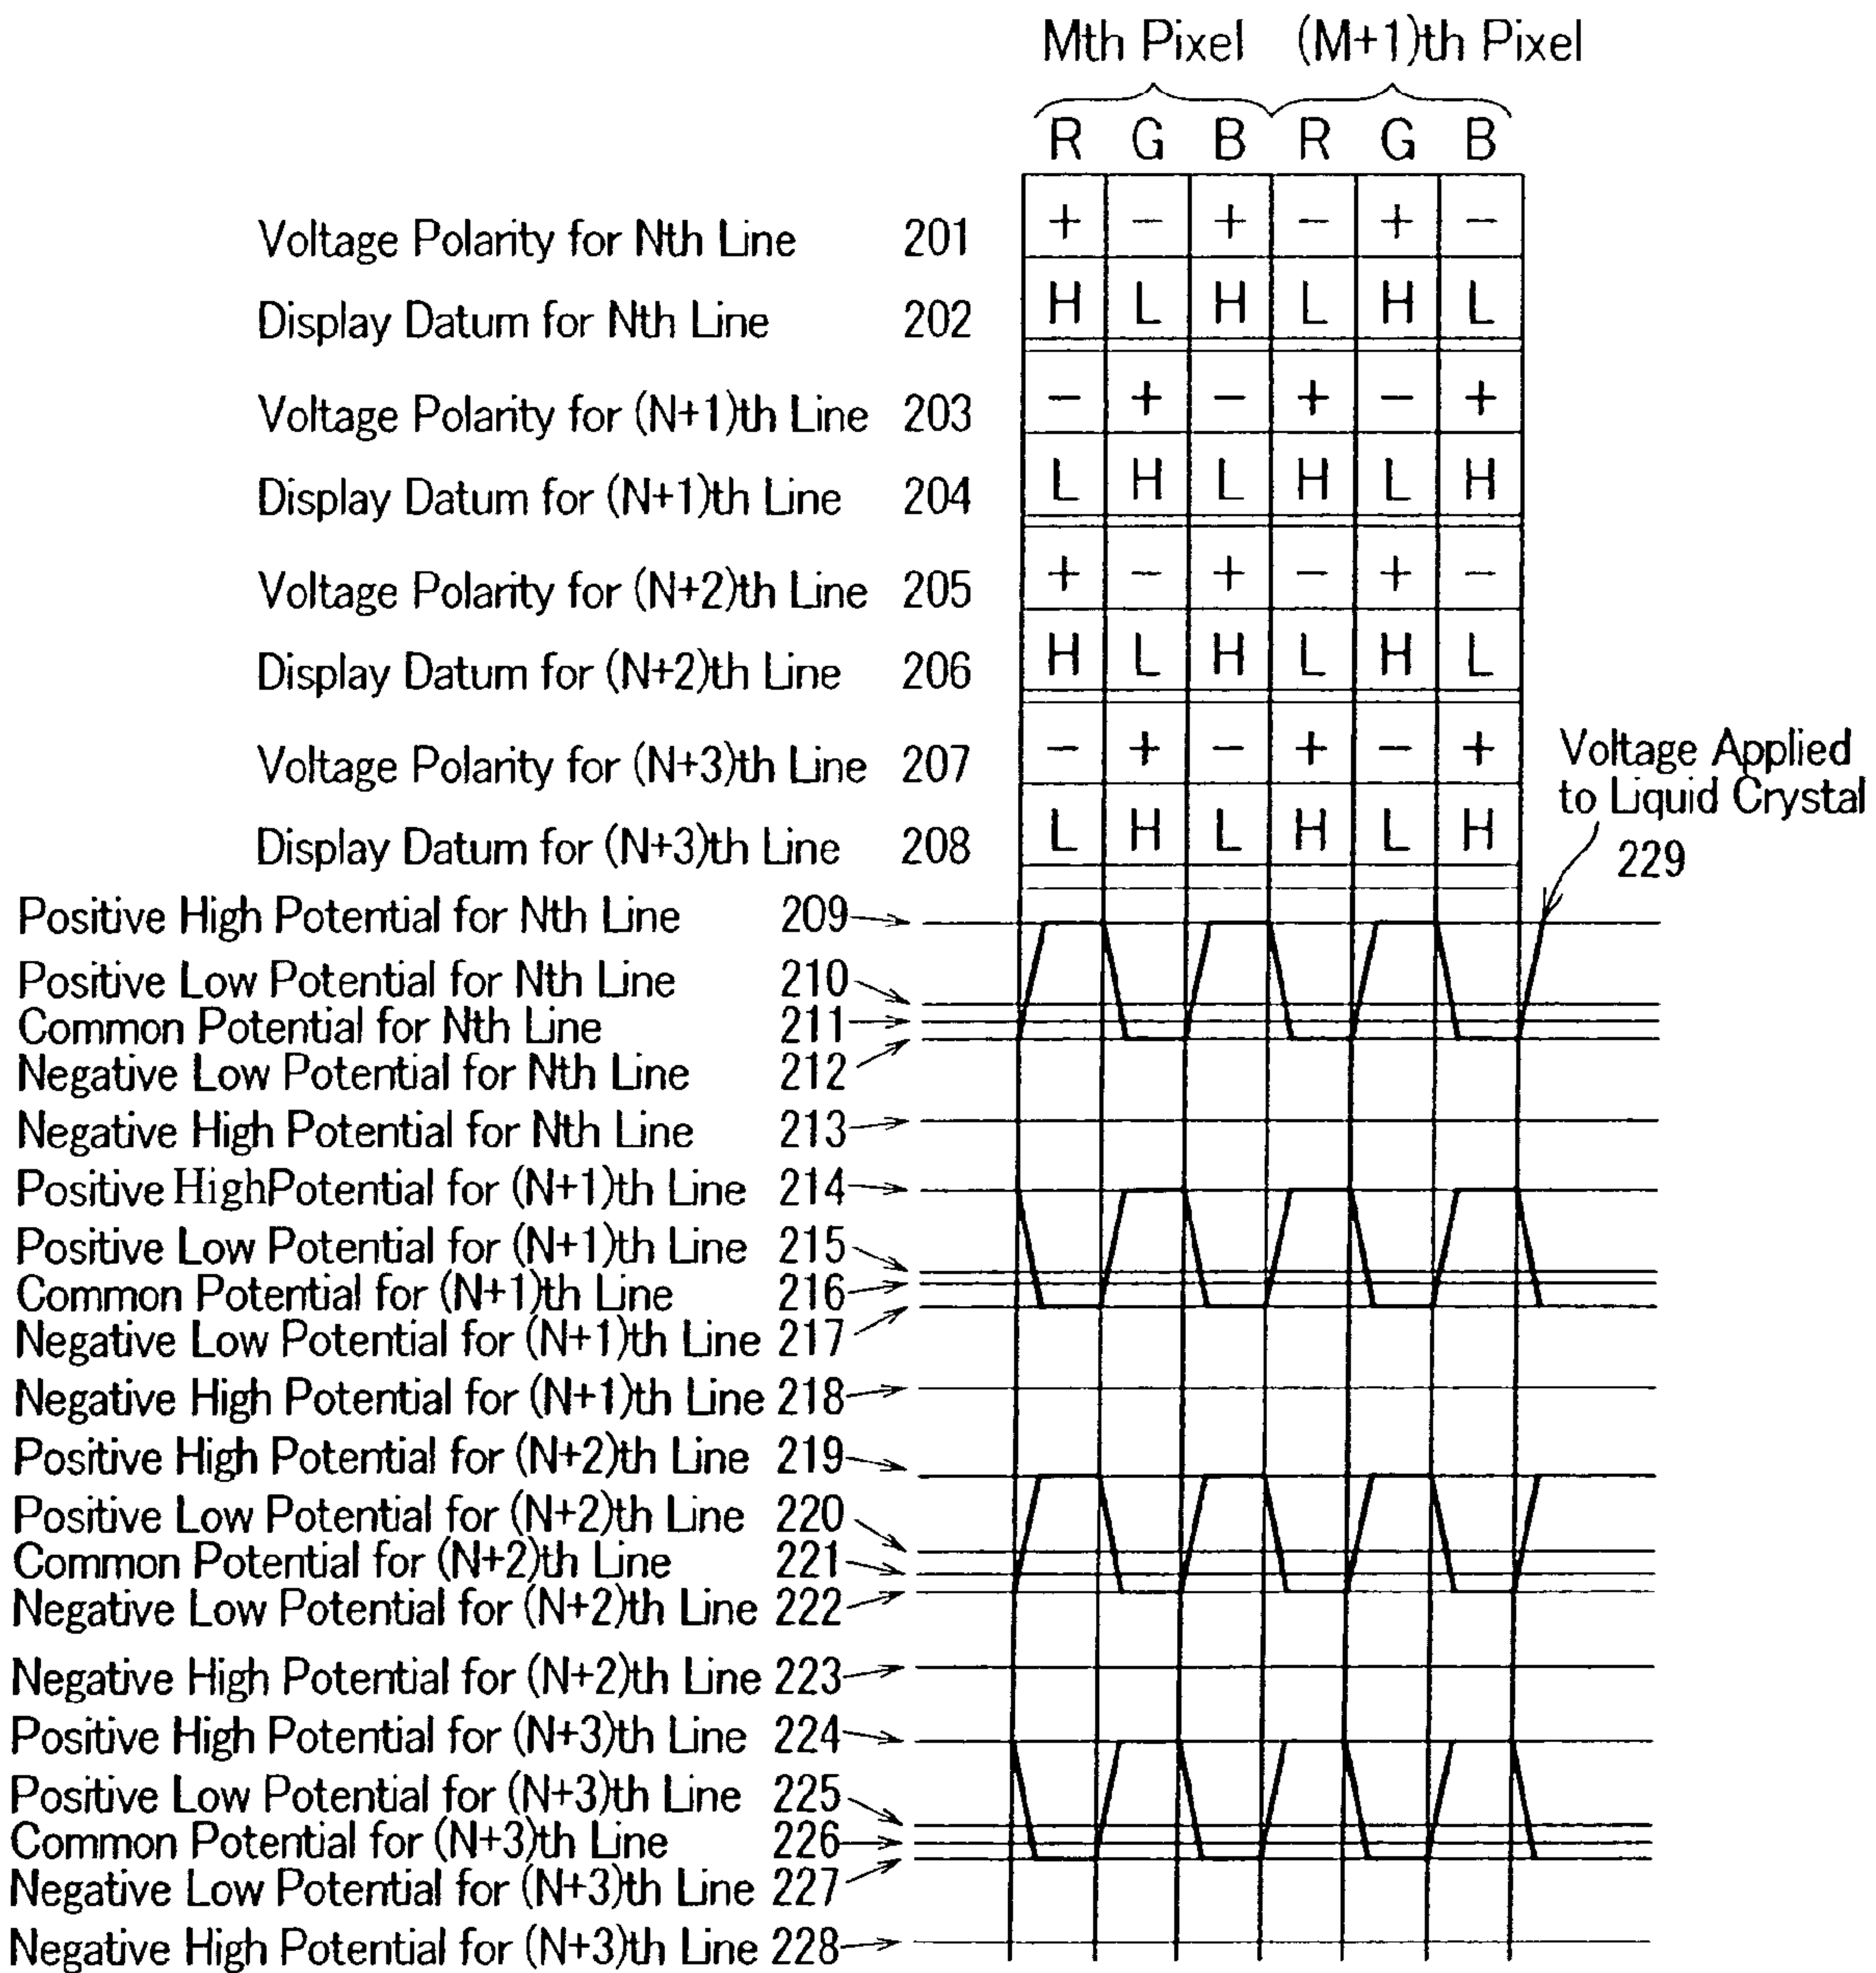 Mth Pixel (M+1)th Pixel
R G B R G B
Voltage Polarity for Nth Line 201 + − + − + −
Display Datum for Nth Line 202 H L H L H L
Voltage Polarity for (N+1)th Line 203 − + − + − +
Display Datum for (N+1)th Line 204 L H L H L H
Voltage Polarity for (N+2)th Line 205 + − + − + −
Display Datum for (N+2)th Line 206 H L H L H L
Voltage Polarity for (N+3)th Line 207 − + − + − +
Display Datum for (N+3)th Line 208 L H L H L H
Voltage Applied
to Liquid Crystal
229
Positive High Potential for Nth Line 209
Positive Low Potential for Nth Line 210
Common Potential for Nth Line 211
Negative Low Potential for Nth Line 212
Negative High Potential for Nth Line 213
Positive High Potential for (N+1)th Line 214
Positive Low Potential for (N+1)th Line 215
Common Potential for (N+1)th Line 216
Negative Low Potential for (N+1)th Line 217
Negative High Potential for (N+1)th Line 218
Positive High Potential for (N+2)th Line 219
Positive Low Potential for (N+2)th Line 220
Common Potential for (N+2)th Line 221
Negative Low Potential for (N+2)th Line 222
Negative High Potential for (N+2)th Line 223
Positive High Potential for (N+3)th Line 224
Positive Low Potential for (N+3)th Line 225
Common Potential for (N+3)th Line 226
Negative Low Potential for (N+3)th Line 227
Negative High Potential for (N+3)th Line 228